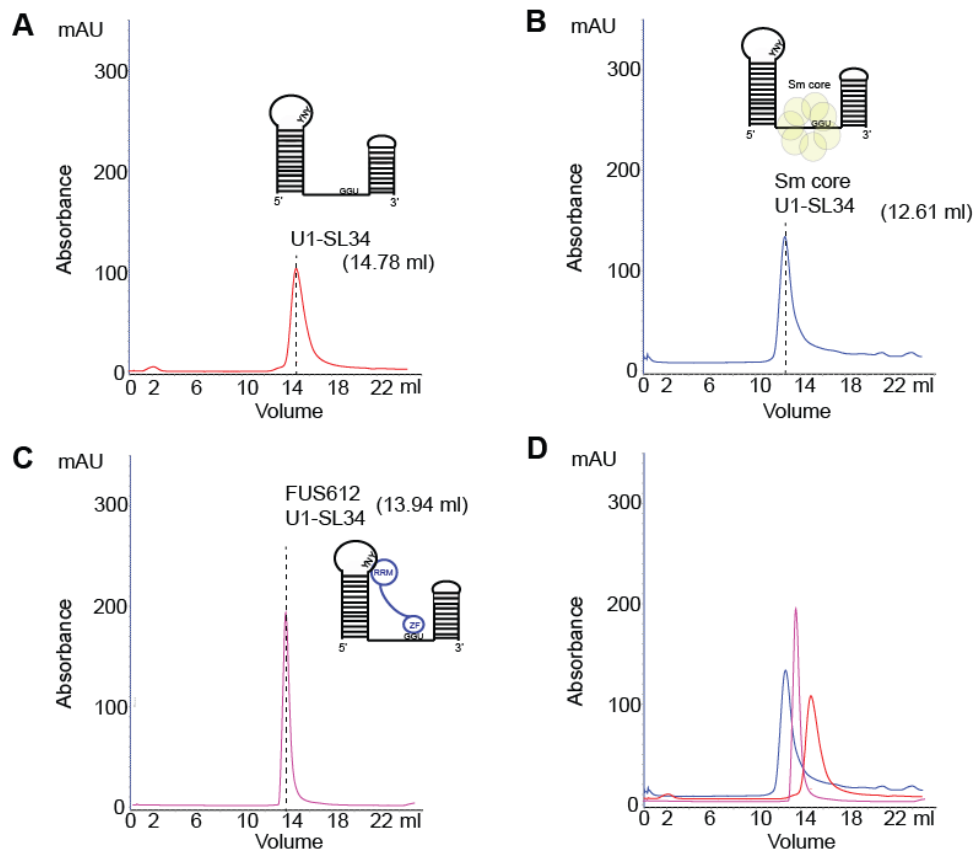 A
mAU
Absorbance
300
200
100
0
YNY
GGU
5'
3'
U1-SL34
(14.78 ml)
0 2 6 10 14 18 22 ml
Volume
B
mAU
Absorbance
300
200
100
0
YNY
Sm core
GGU
5'
3'
Sm core
U1-SL34
(12.61 ml)
0 2 6 10 14 18 22 ml
Volume
C
mAU
Absorbance
300
200
100
0
FUS612
U1-SL34
(13.94 ml)
YNY
RRM
ZF
GGU
5'
3'
0 2 6 10 14 18 22 ml
Volume
D
mAU
Absorbance
300
200
100
0
0 2 6 10 14 18 22 ml
Volume